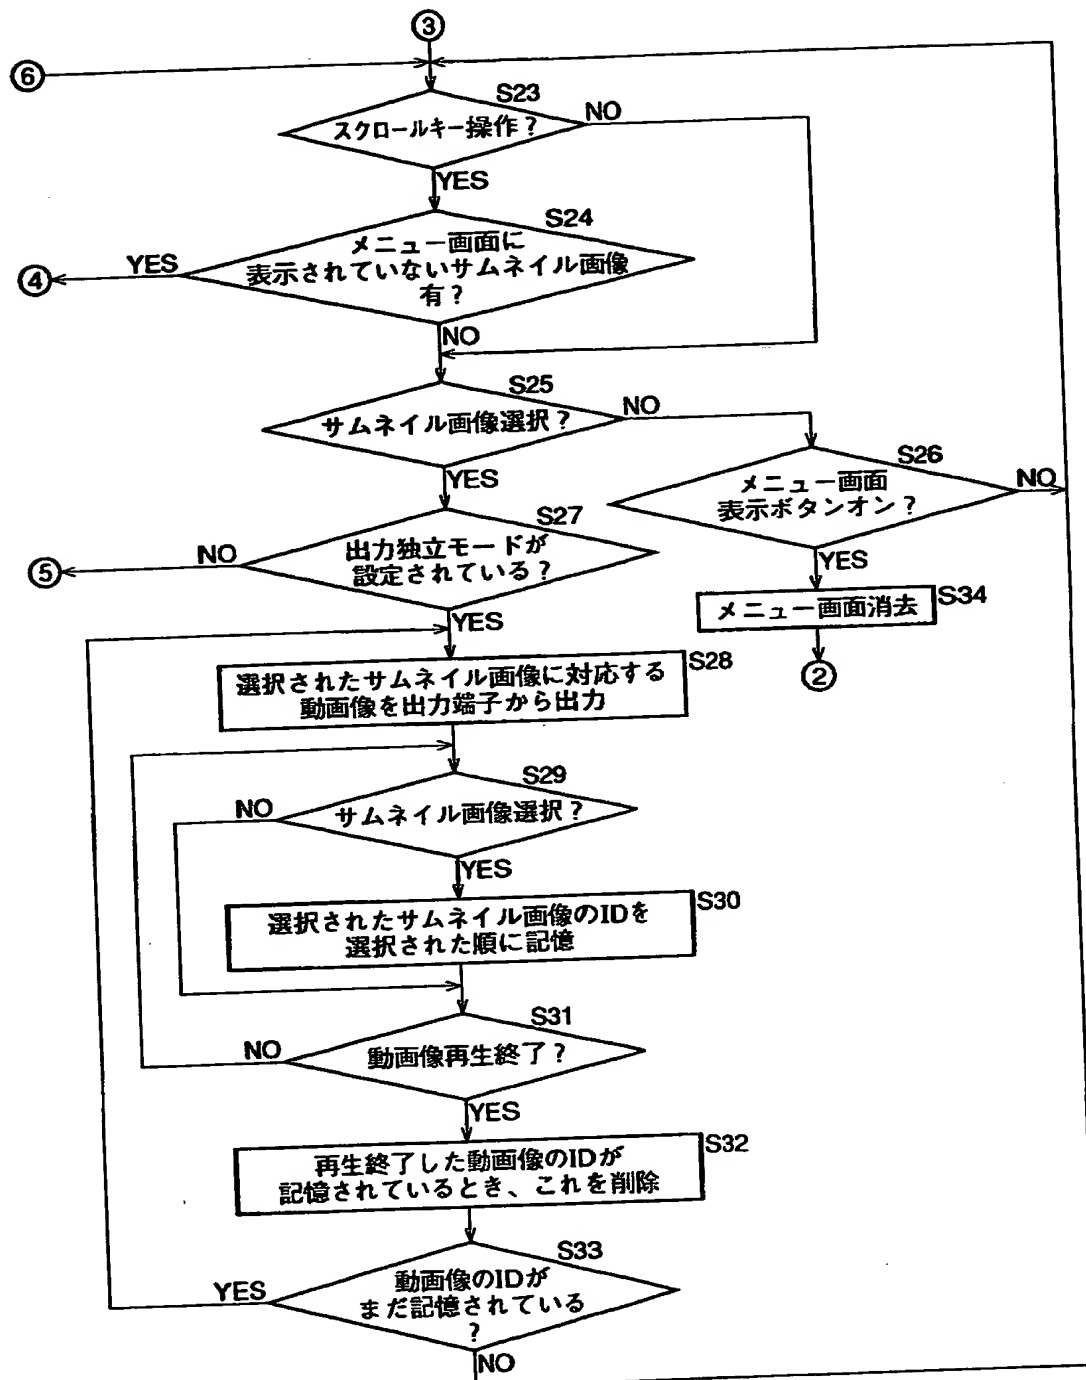 ③
⑥
S23
スクロールキー操作？
NO
YES
S24
メニュー画面に
表示されていないサムネイル画像
有？
YES
④
NO
S25
サムネイル画像選択？
NO
YES
S26
メニュー画面
表示ボタンオン？
NO
YES
S27
出力独立モードが
設定されている？
NO
⑤
YES
メニュー画面消去
S34
②
S28
選択されたサムネイル画像に対応する
動画像を出力端子から出力
S29
サムネイル画像選択？
NO
YES
S30
選択されたサムネイル画像のIDを
選択された順に記憶
S31
動画像再生終了？
NO
YES
S32
再生終了した動画像のIDが
記憶されているとき、これを削除
S33
動画像のIDが
まだ記憶されている
？
YES
NO